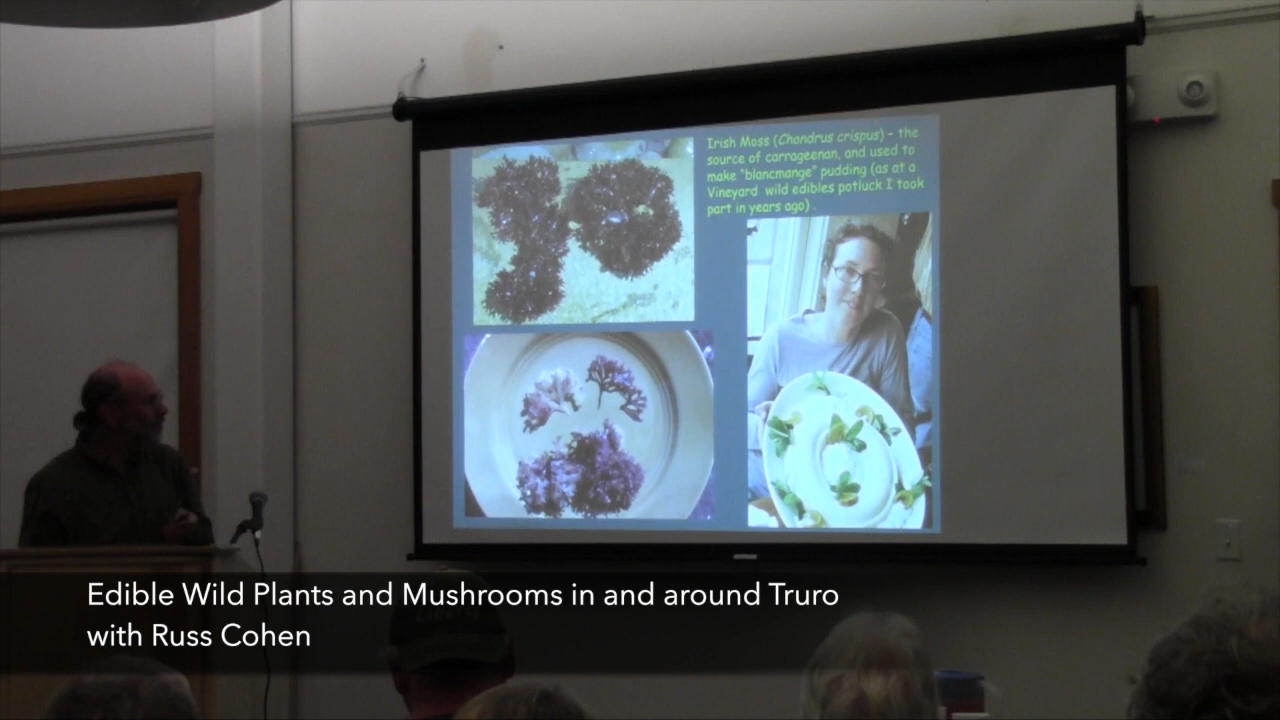 Irish Moss (Chondrus crispus) - the
source of carrageenan, and used to
make "blancmange" pudding (as at a
Vineyard wild edibles potluck I took
part in years ago) .
Edible Wild Plants and Mushrooms in and around Truro
with Russ Cohen